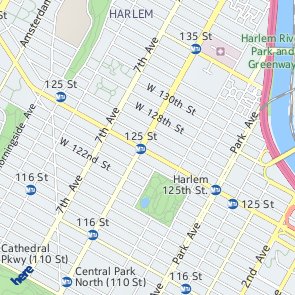 HARLEM
Amsterdam
7th Ave
135 St
Harlem Riv
Park and
Greenway
125 St
W 130th St
W 128th St
7th Ave
125 St
Morningside Ave
W 122nd St
Park Ave
116 St
7th Ave
Harlem
125th St.
125 St
116 St
Cathedral
Pkwy (110 St)
Park Ave
2nd Ave
here
Central Park
North (110 St)
116 St